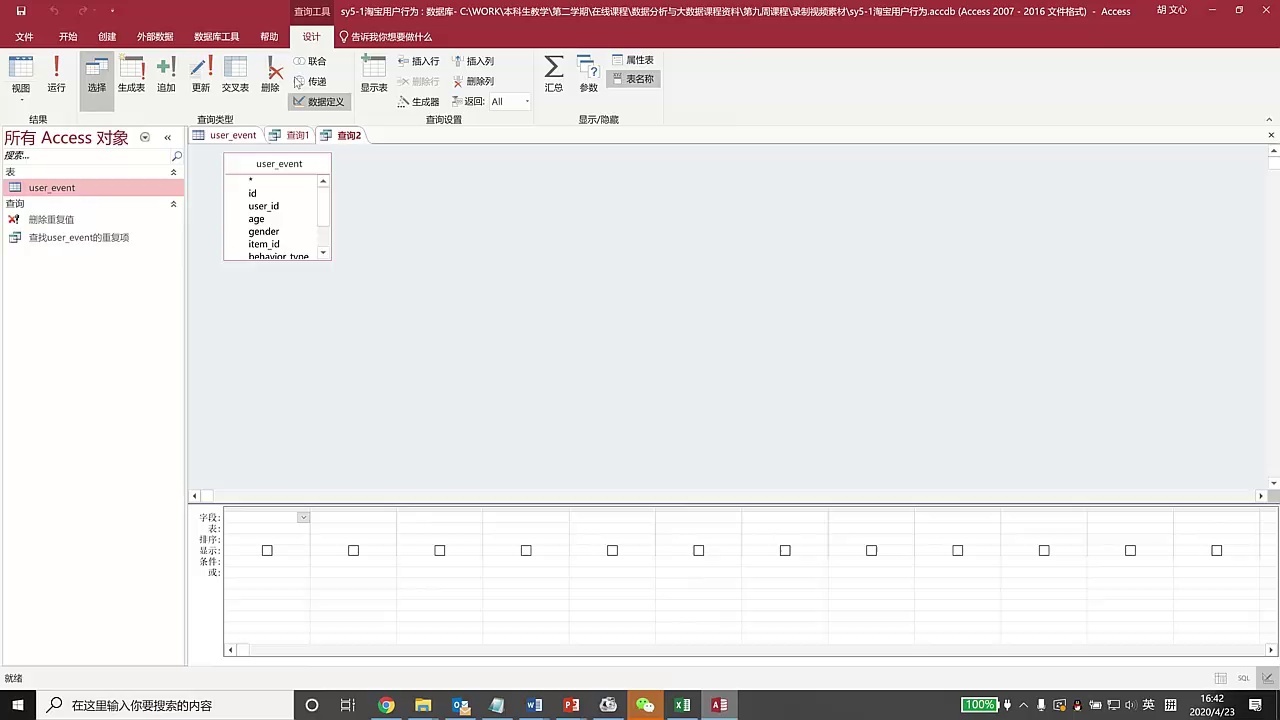 查询工具
sy5-1淘宝用户行为 : 数据库- C:\WORK\本科生教学\第二学期\在线课程\数据分析与大数据课程资料\第九周课程\录制视频素材\sy5-1淘宝用户行为.accdb (Access 2007 - 2016 文件格式) - Access
胡 文心
文件 开始 创建 外部数据 数据库工具 帮助 设计 告诉我你想要做什么
视图 运行 选择 生成表 追加 更新 交叉表 删除
联合
传递
数据定义
显示表
插入行 插入列
删除行 删除列
生成器 返回: All
汇总 参数
属性表
表名称
结果 查询类型 查询设置 显示/隐藏
所有 Access 对象
搜索...
表
user_event
查询
删除重复值
查找user_event的重复项
user_event 查询1 查询2
user_event
*
id
user_id
age
gender
item_id
behavior_type
字段:
表:
排序:
显示:
条件:
或:
就绪
SQL
在这里输入你要搜索的内容
100%
英
拼
16:42
2020/4/23